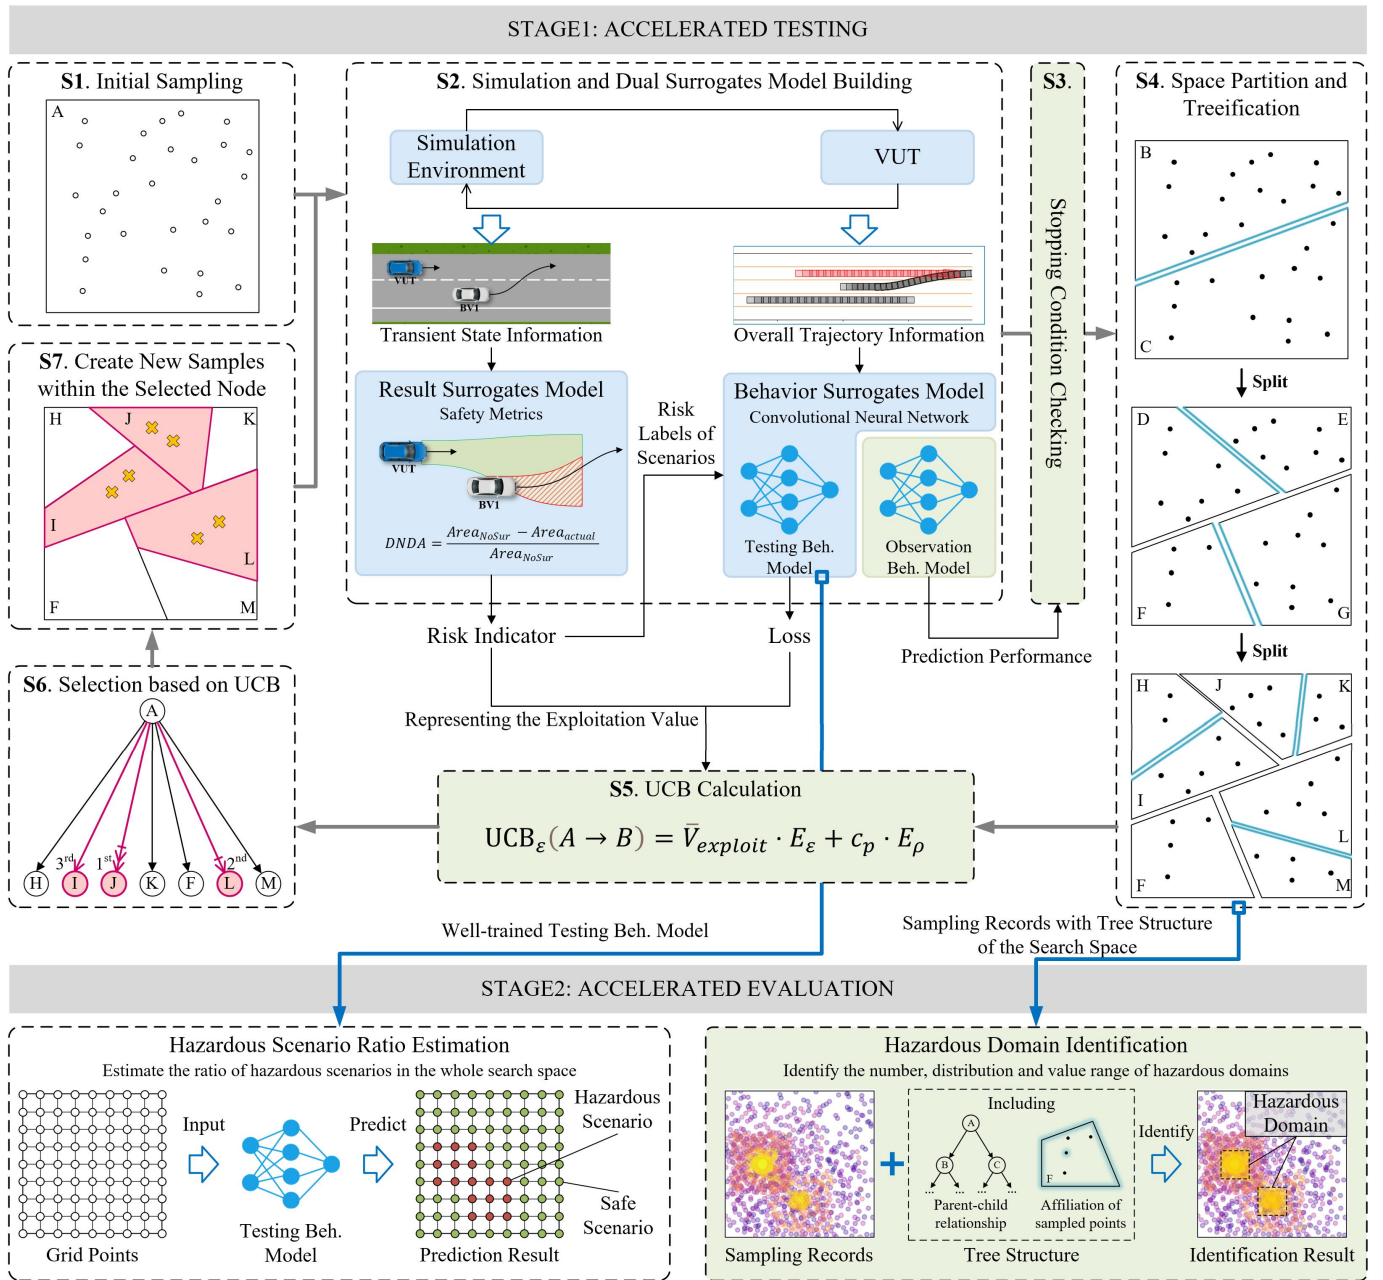 STAGE1: ACCELERATED TESTING
S1. Initial Sampling
A
S2. Simulation and Dual Surrogates Model Building
Simulation
Environment
VUT
VUT
BV1
Transient State Information
Overall Trajectory Information
Result Surrogates Model
Safety Metrics
VUT
BV1
DNDA = (Area_NoSur − Area_actual) / Area_NoSur
Risk
Labels of
Scenarios
Behavior Surrogates Model
Convolutional Neural Network
Testing Beh.
Model
Observation
Beh. Model
Risk Indicator
Loss
Prediction Performance
Representing the Exploitation Value
S3.
Stopping Condition Checking
S4. Space Partition and
Treeification
B
C
Split
D
E
F
G
Split
H
J
K
I
L
F
M
S5. UCB Calculation
UCB_ε(A → B) = V̄_exploit · E_ε + c_p · E_ρ
S7. Create New Samples
within the Selected Node
H
J
K
I
L
F
M
S6. Selection based on UCB
A
3rd
1st
2nd
H
I
J
K
F
L
M
Well-trained Testing Beh. Model
Sampling Records with Tree Structure
of the Search Space
STAGE2: ACCELERATED EVALUATION
Hazardous Scenario Ratio Estimation
Estimate the ratio of hazardous scenarios in the whole search space
Grid Points
Input
Testing Beh.
Model
Predict
Prediction Result
Hazardous
Scenario
Safe
Scenario
Hazardous Domain Identification
Identify the number, distribution and value range of hazardous domains
Sampling Records
Including
A
B
C
...
...
...
...
Parent-child
relationship
F
Affiliation of
sampled points
Tree Structure
Identify
Hazardous
Domain
Identification Result